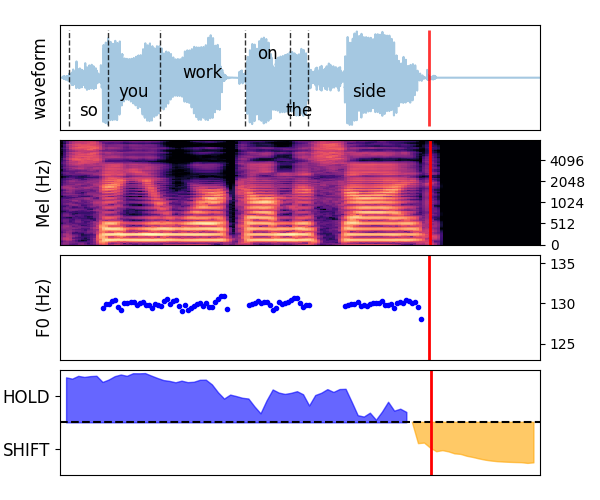 waveform
so
you
work
on
the
side
Mel (Hz)
4096
2048
1024
512
0
F0 (Hz)
135
130
125
HOLD
SHIFT